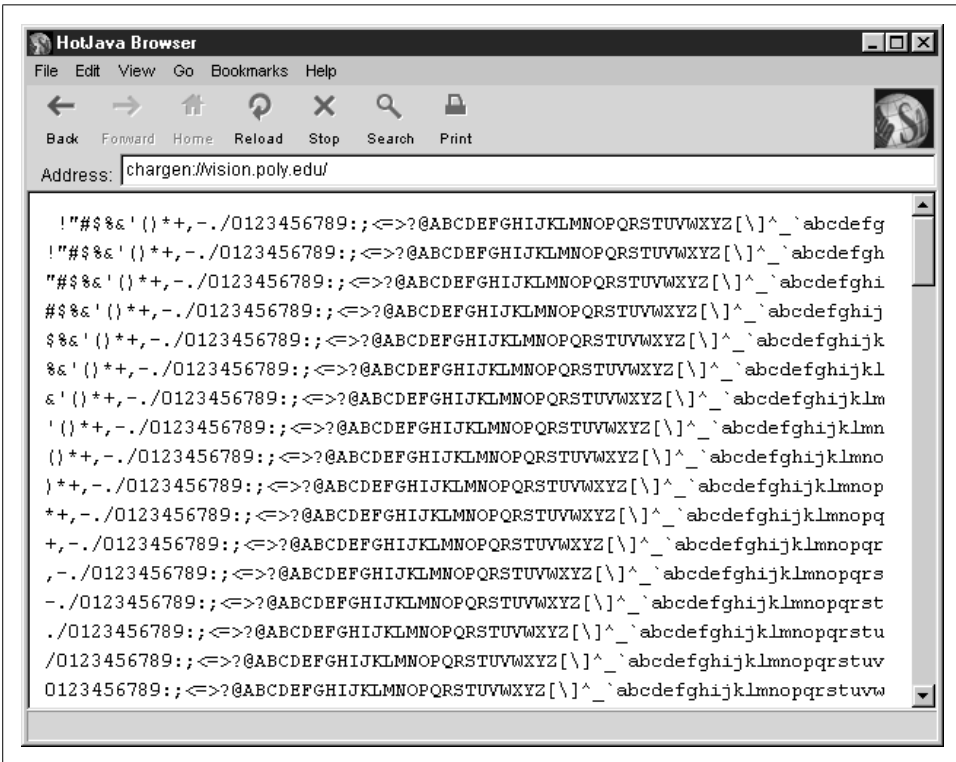 HotJava Browser
File Edit View Go Bookmarks Help
Back Forward Home Reload Stop Search Print
Address: chargen://vision.poly.edu/
 !"#$%&'()*+,-./0123456789:;<=>?@ABCDEFGHIJKLMNOPQRSTUVWXYZ[\]^_`abcdefg
!"#$%&'()*+,-./0123456789:;<=>?@ABCDEFGHIJKLMNOPQRSTUVWXYZ[\]^_`abcdefgh
"#$%&'()*+,-./0123456789:;<=>?@ABCDEFGHIJKLMNOPQRSTUVWXYZ[\]^_`abcdefghi
#$%&'()*+,-./0123456789:;<=>?@ABCDEFGHIJKLMNOPQRSTUVWXYZ[\]^_`abcdefghij
$%&'()*+,-./0123456789:;<=>?@ABCDEFGHIJKLMNOPQRSTUVWXYZ[\]^_`abcdefghijk
%&'()*+,-./0123456789:;<=>?@ABCDEFGHIJKLMNOPQRSTUVWXYZ[\]^_`abcdefghijkl
&'()*+,-./0123456789:;<=>?@ABCDEFGHIJKLMNOPQRSTUVWXYZ[\]^_`abcdefghijklm
'()*+,-./0123456789:;<=>?@ABCDEFGHIJKLMNOPQRSTUVWXYZ[\]^_`abcdefghijklmn
()*+,-./0123456789:;<=>?@ABCDEFGHIJKLMNOPQRSTUVWXYZ[\]^_`abcdefghijklmno
)*+,-./0123456789:;<=>?@ABCDEFGHIJKLMNOPQRSTUVWXYZ[\]^_`abcdefghijklmnop
*+,-./0123456789:;<=>?@ABCDEFGHIJKLMNOPQRSTUVWXYZ[\]^_`abcdefghijklmnopq
+,-./0123456789:;<=>?@ABCDEFGHIJKLMNOPQRSTUVWXYZ[\]^_`abcdefghijklmnopqr
,-./0123456789:;<=>?@ABCDEFGHIJKLMNOPQRSTUVWXYZ[\]^_`abcdefghijklmnopqrs
-./0123456789:;<=>?@ABCDEFGHIJKLMNOPQRSTUVWXYZ[\]^_`abcdefghijklmnopqrst
./0123456789:;<=>?@ABCDEFGHIJKLMNOPQRSTUVWXYZ[\]^_`abcdefghijklmnopqrstu
/0123456789:;<=>?@ABCDEFGHIJKLMNOPQRSTUVWXYZ[\]^_`abcdefghijklmnopqrstuv
0123456789:;<=>?@ABCDEFGHIJKLMNOPQRSTUVWXYZ[\]^_`abcdefghijklmnopqrstuvw